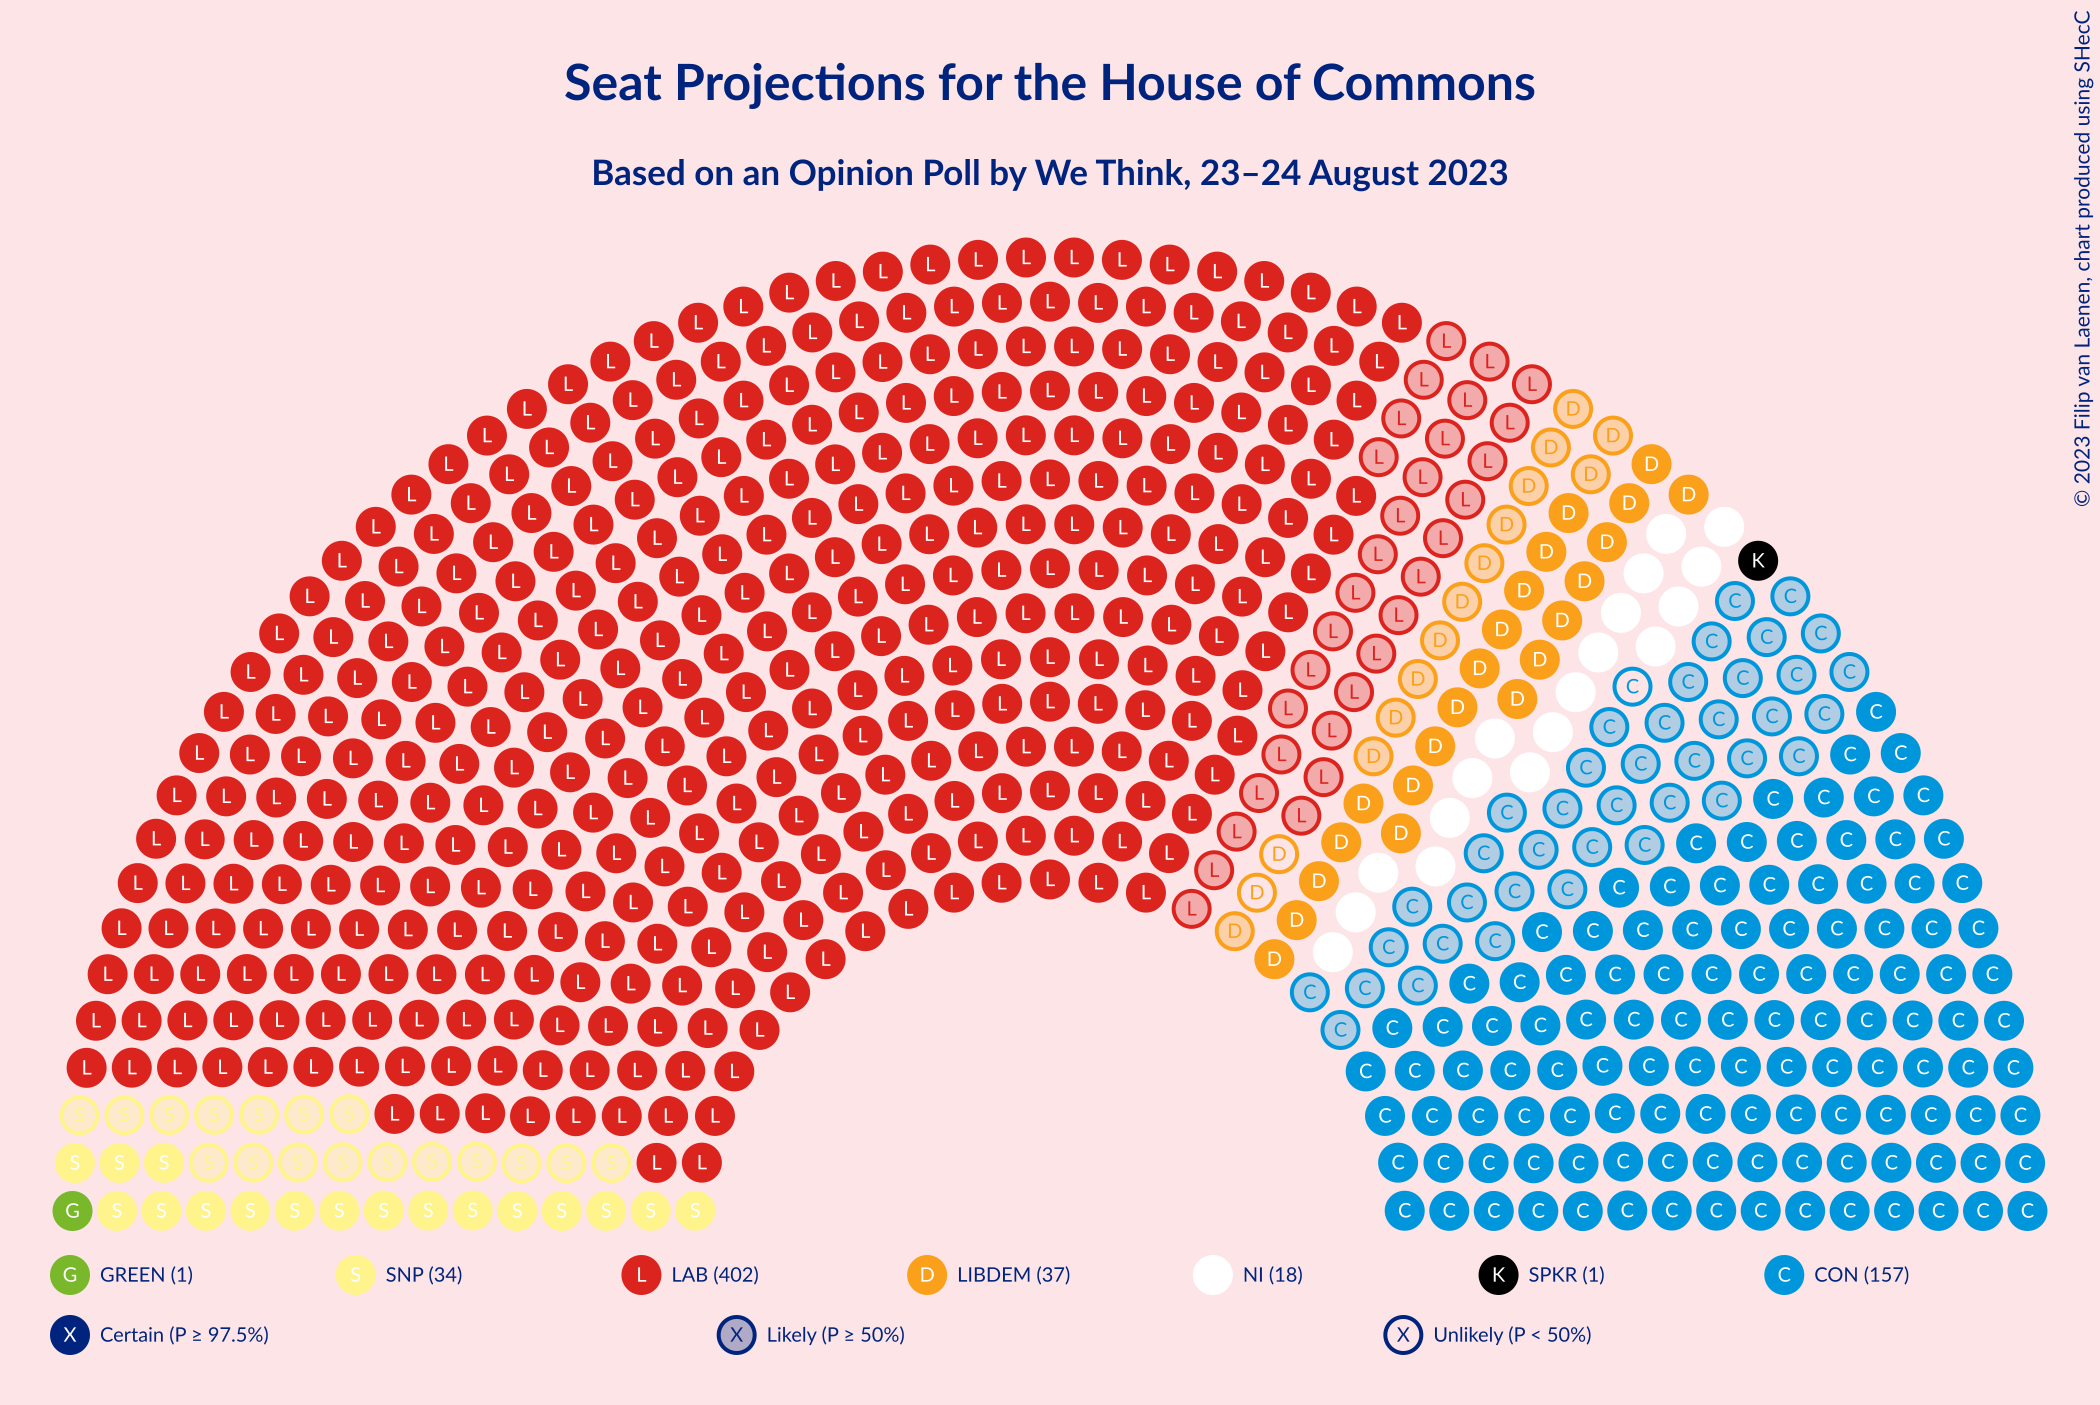 Seat Projections for the House of Commons
Based on an Opinion Poll by We Think, 23–24 August 2023
© 2023 Filip van Laenen, chart produced using SHecC
G GREEN (1)
S SNP (34)
L LAB (402)
D LIBDEM (37)
NI (18)
K SPKR (1)
C CON (157)
X Certain (P ≥ 97.5%)
X Likely (P ≥ 50%)
X Unlikely (P < 50%)